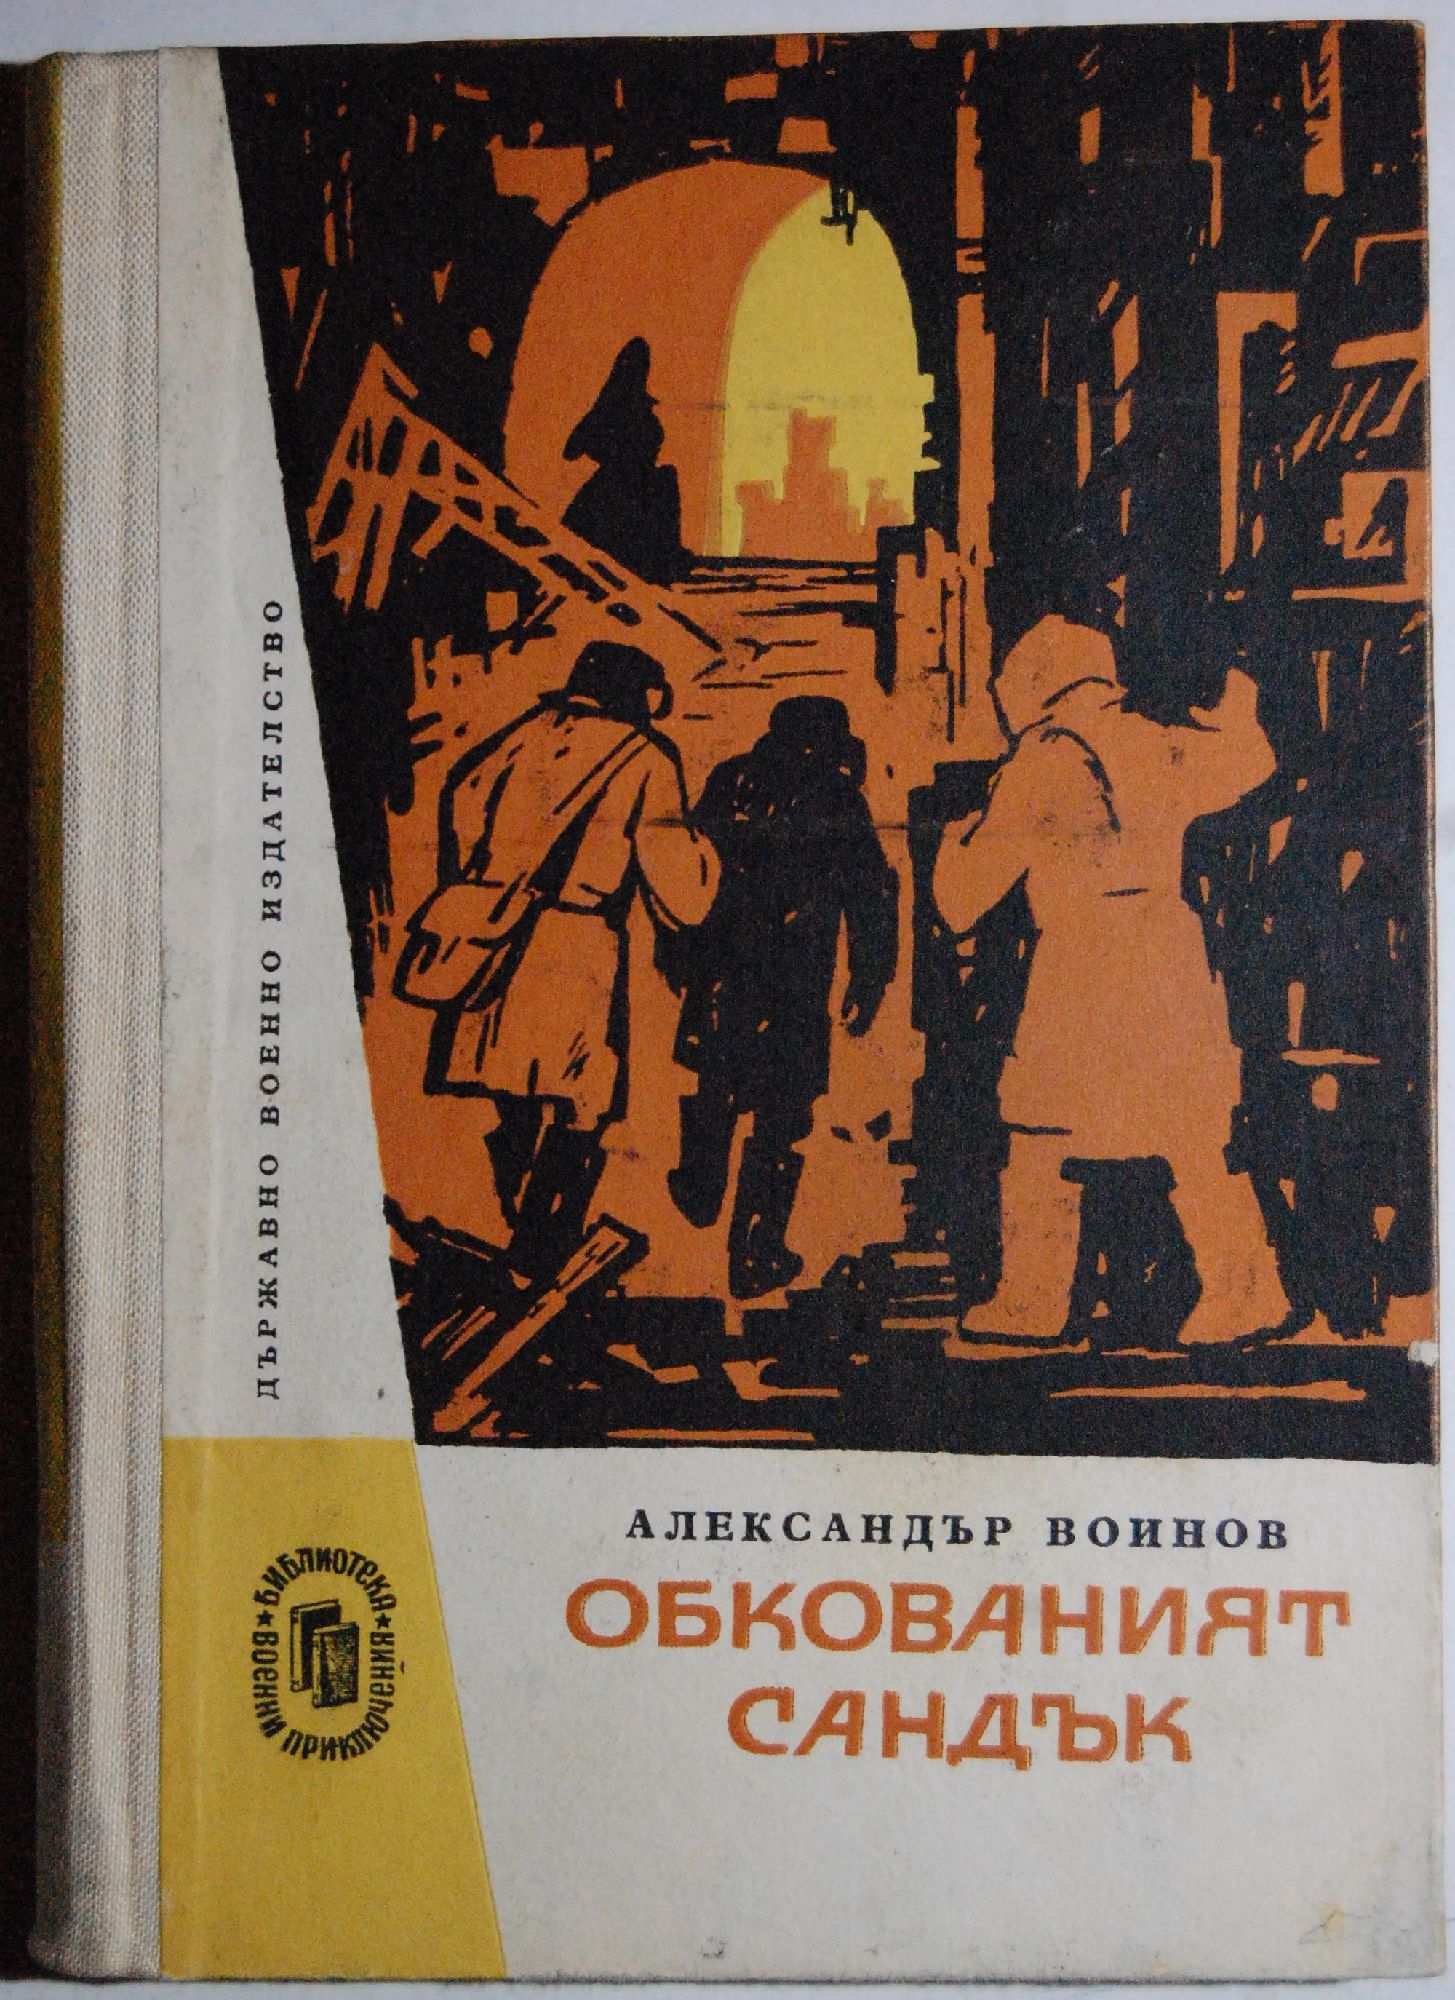 ДЪРЖАВНО ВОЕННО ИЗДАТЕЛСТВО
АЛЕКСАНДЪР ВОИНОВ
ОБКОВАНИЯТ
САНДЪК
БИБЛИОТЕКА
★ ВОЕННИ ПРИКЛЮЧЕНИЯ ★